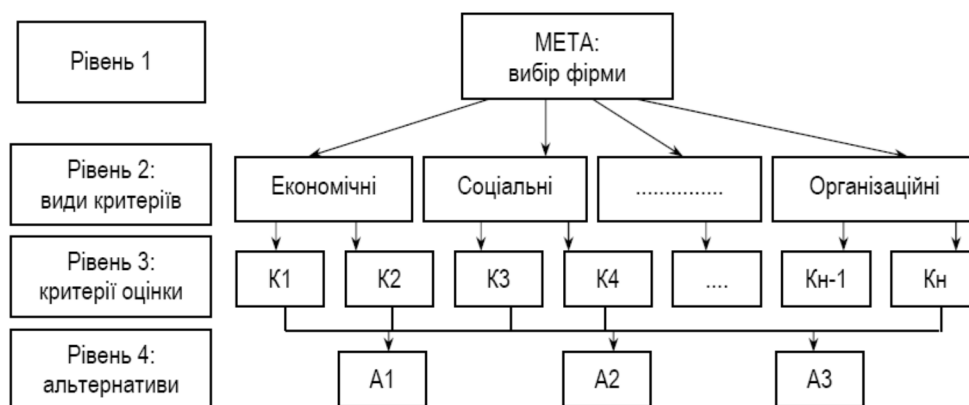 Рівень 1
МЕТА:
вибір фірми
Рівень 2:
види критеріїв
Економічні
Соціальні
...............
Організаційні
Рівень 3:
критерії оцінки
К1
К2
К3
К4
....
Кн-1
Кн
Рівень 4:
альтернативи
А1
А2
А3